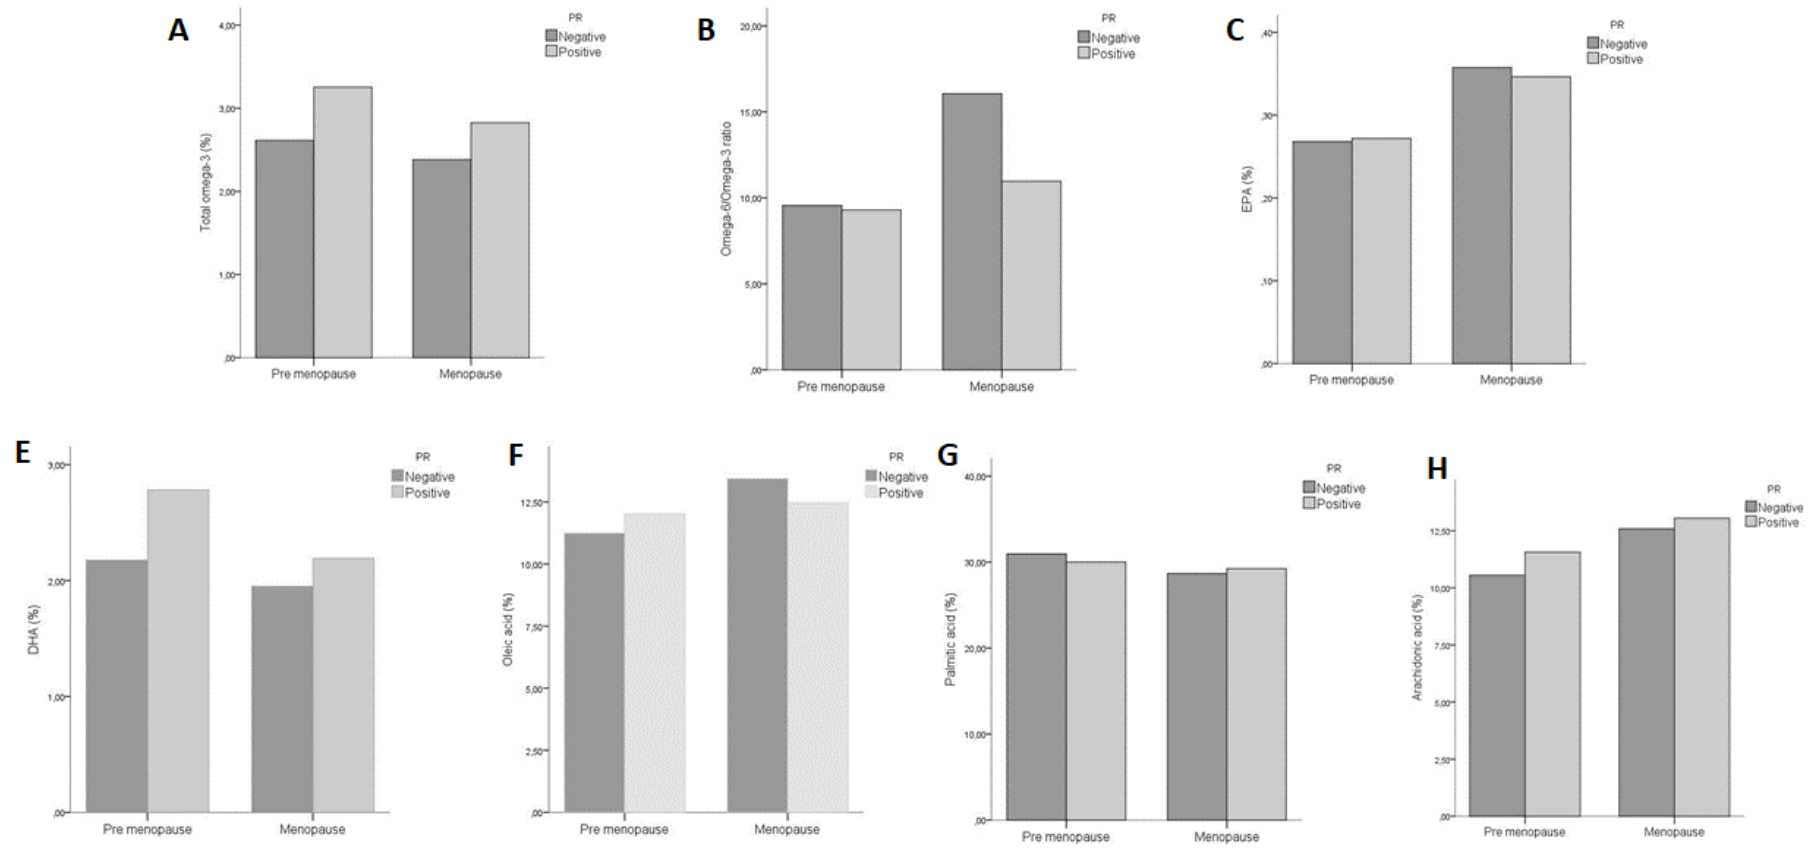 A
4,00
3,00
2,00
1,00
,00
Total omega-3 (%)
Pre menopause
Menopause
PR
Negative
Positive
B
20,00
15,00
10,00
5,00
,00
Omega-6/Omega-3 ratio
Pre menopause
Menopause
PR
Negative
Positive
C
,40
,30
,20
,10
,00
EPA (%)
Pre menopause
Menopause
PR
Negative
Positive
E
3,00
2,00
1,00
,00
DHA (%)
Pre menopause
Menopause
PR
Negative
Positive
F
12,50
10,00
7,50
5,00
2,50
,00
Oleic acid (%)
Pre menopause
Menopause
PR
Negative
Positive
G
40,00
30,00
20,00
10,00
,00
Palmitic acid (%)
Pre menopause
Menopause
PR
Negative
Positive
H
12,50
10,00
7,50
5,00
2,50
,00
Arachidonic acid (%)
Pre menopause
Menopause
PR
Negative
Positive